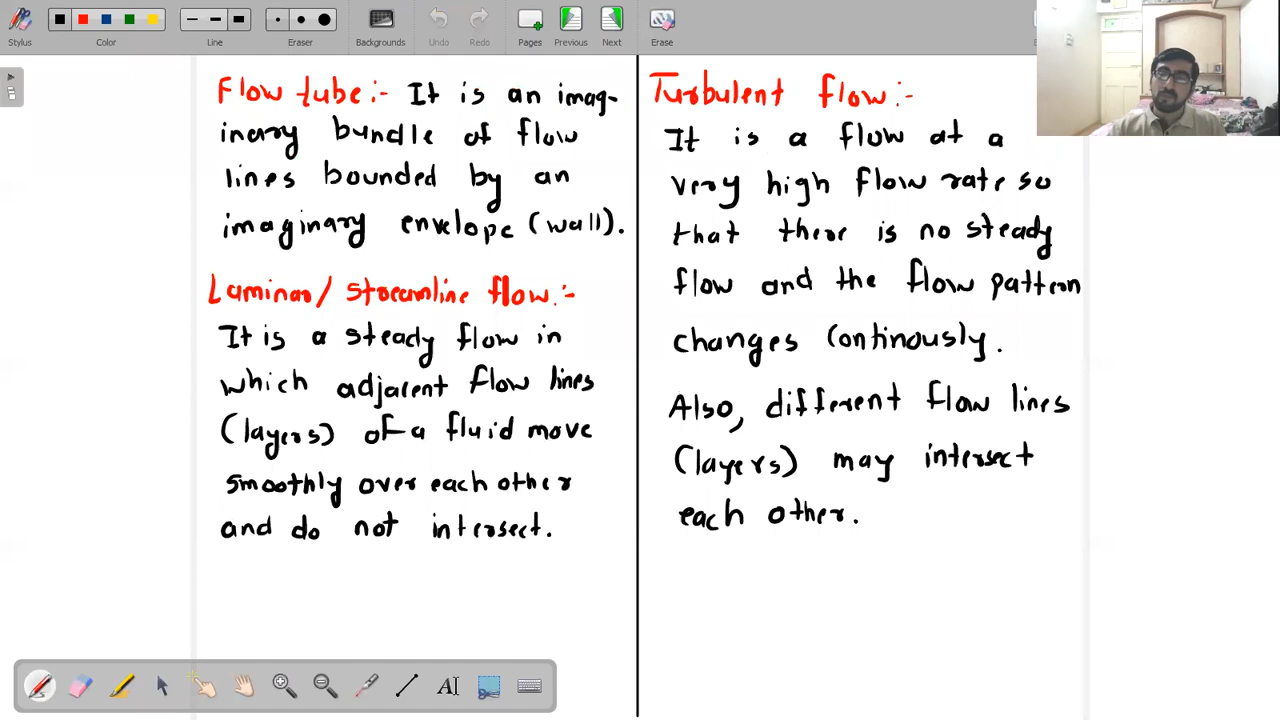 Stylus
Color
Line
Eraser
Backgrounds
Undo
Redo
Pages
Previous
Next
Erase
Flow tube:- It is an imag-
inary bundle of flow
lines bounded by an
imaginary envelope (wall).
Laminar/ streamline flow:-
It is a steady flow in
which adjacent flow lines
(layers) of a fluid move
smoothly over each other
and do not intersect.
Turbulent flow:-
It is a flow at a
very high flow rate so
that there is no steady
flow and the flow pattern
changes continously.
Also, different flow lines
(layers) may intersect
each other.